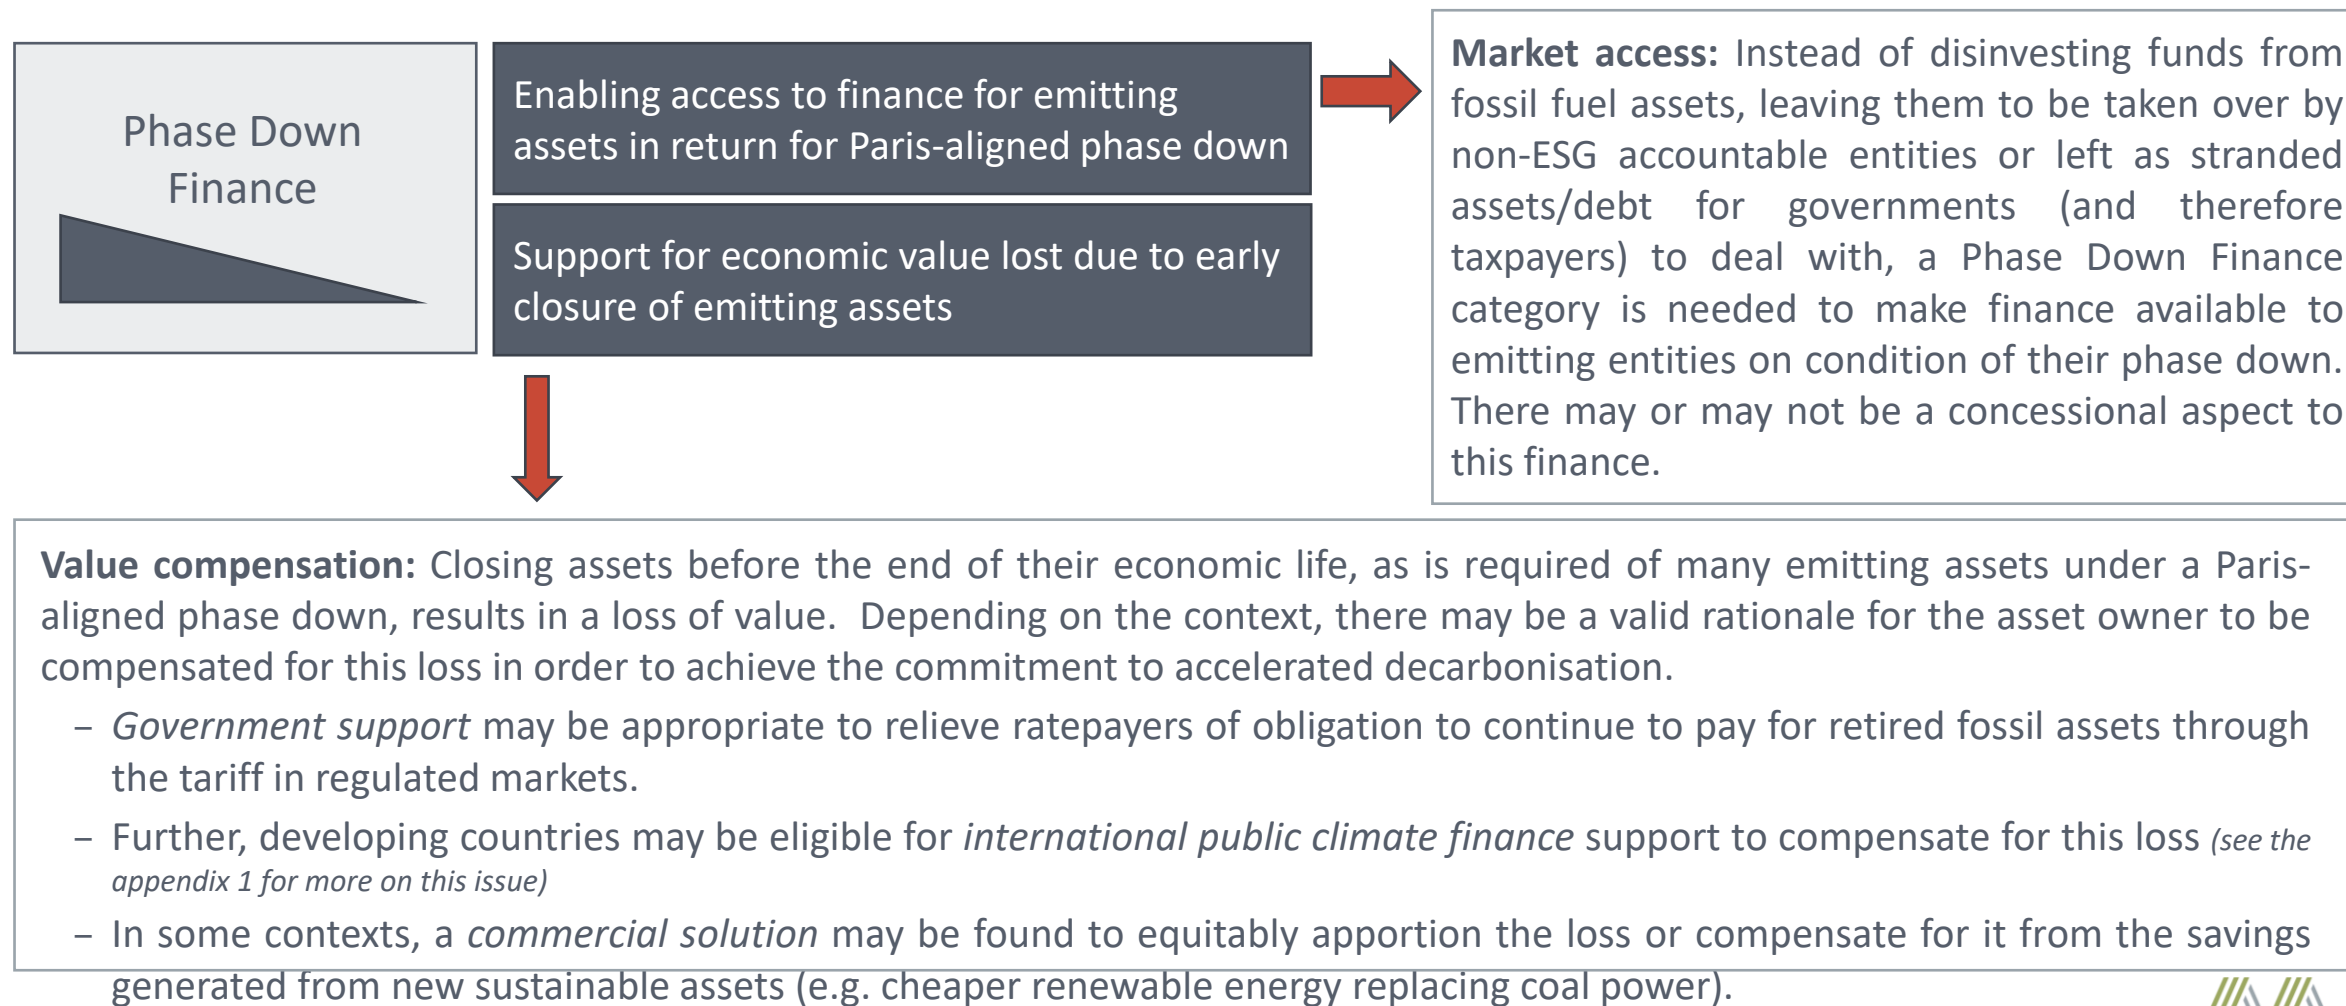 Phase Down
Finance
Enabling access to finance for emitting
assets in return for Paris-aligned phase down
Support for economic value lost due to early
closure of emitting assets
Market access: Instead of disinvesting funds from
fossil fuel assets, leaving them to be taken over by
non-ESG accountable entities or left as stranded
assets/debt for governments (and therefore
taxpayers) to deal with, a Phase Down Finance
category is needed to make finance available to
emitting entities on condition of their phase down.
There may or may not be a concessional aspect to
this finance.
Value compensation: Closing assets before the end of their economic life, as is required of many emitting assets under a Paris-
aligned phase down, results in a loss of value. Depending on the context, there may be a valid rationale for the asset owner to be
compensated for this loss in order to achieve the commitment to accelerated decarbonisation.
– Government support may be appropriate to relieve ratepayers of obligation to continue to pay for retired fossil assets through
the tariff in regulated markets.
– Further, developing countries may be eligible for international public climate finance support to compensate for this loss (see the
appendix 1 for more on this issue)
– In some contexts, a commercial solution may be found to equitably apportion the loss or compensate for it from the savings
generated from new sustainable assets (e.g. cheaper renewable energy replacing coal power).